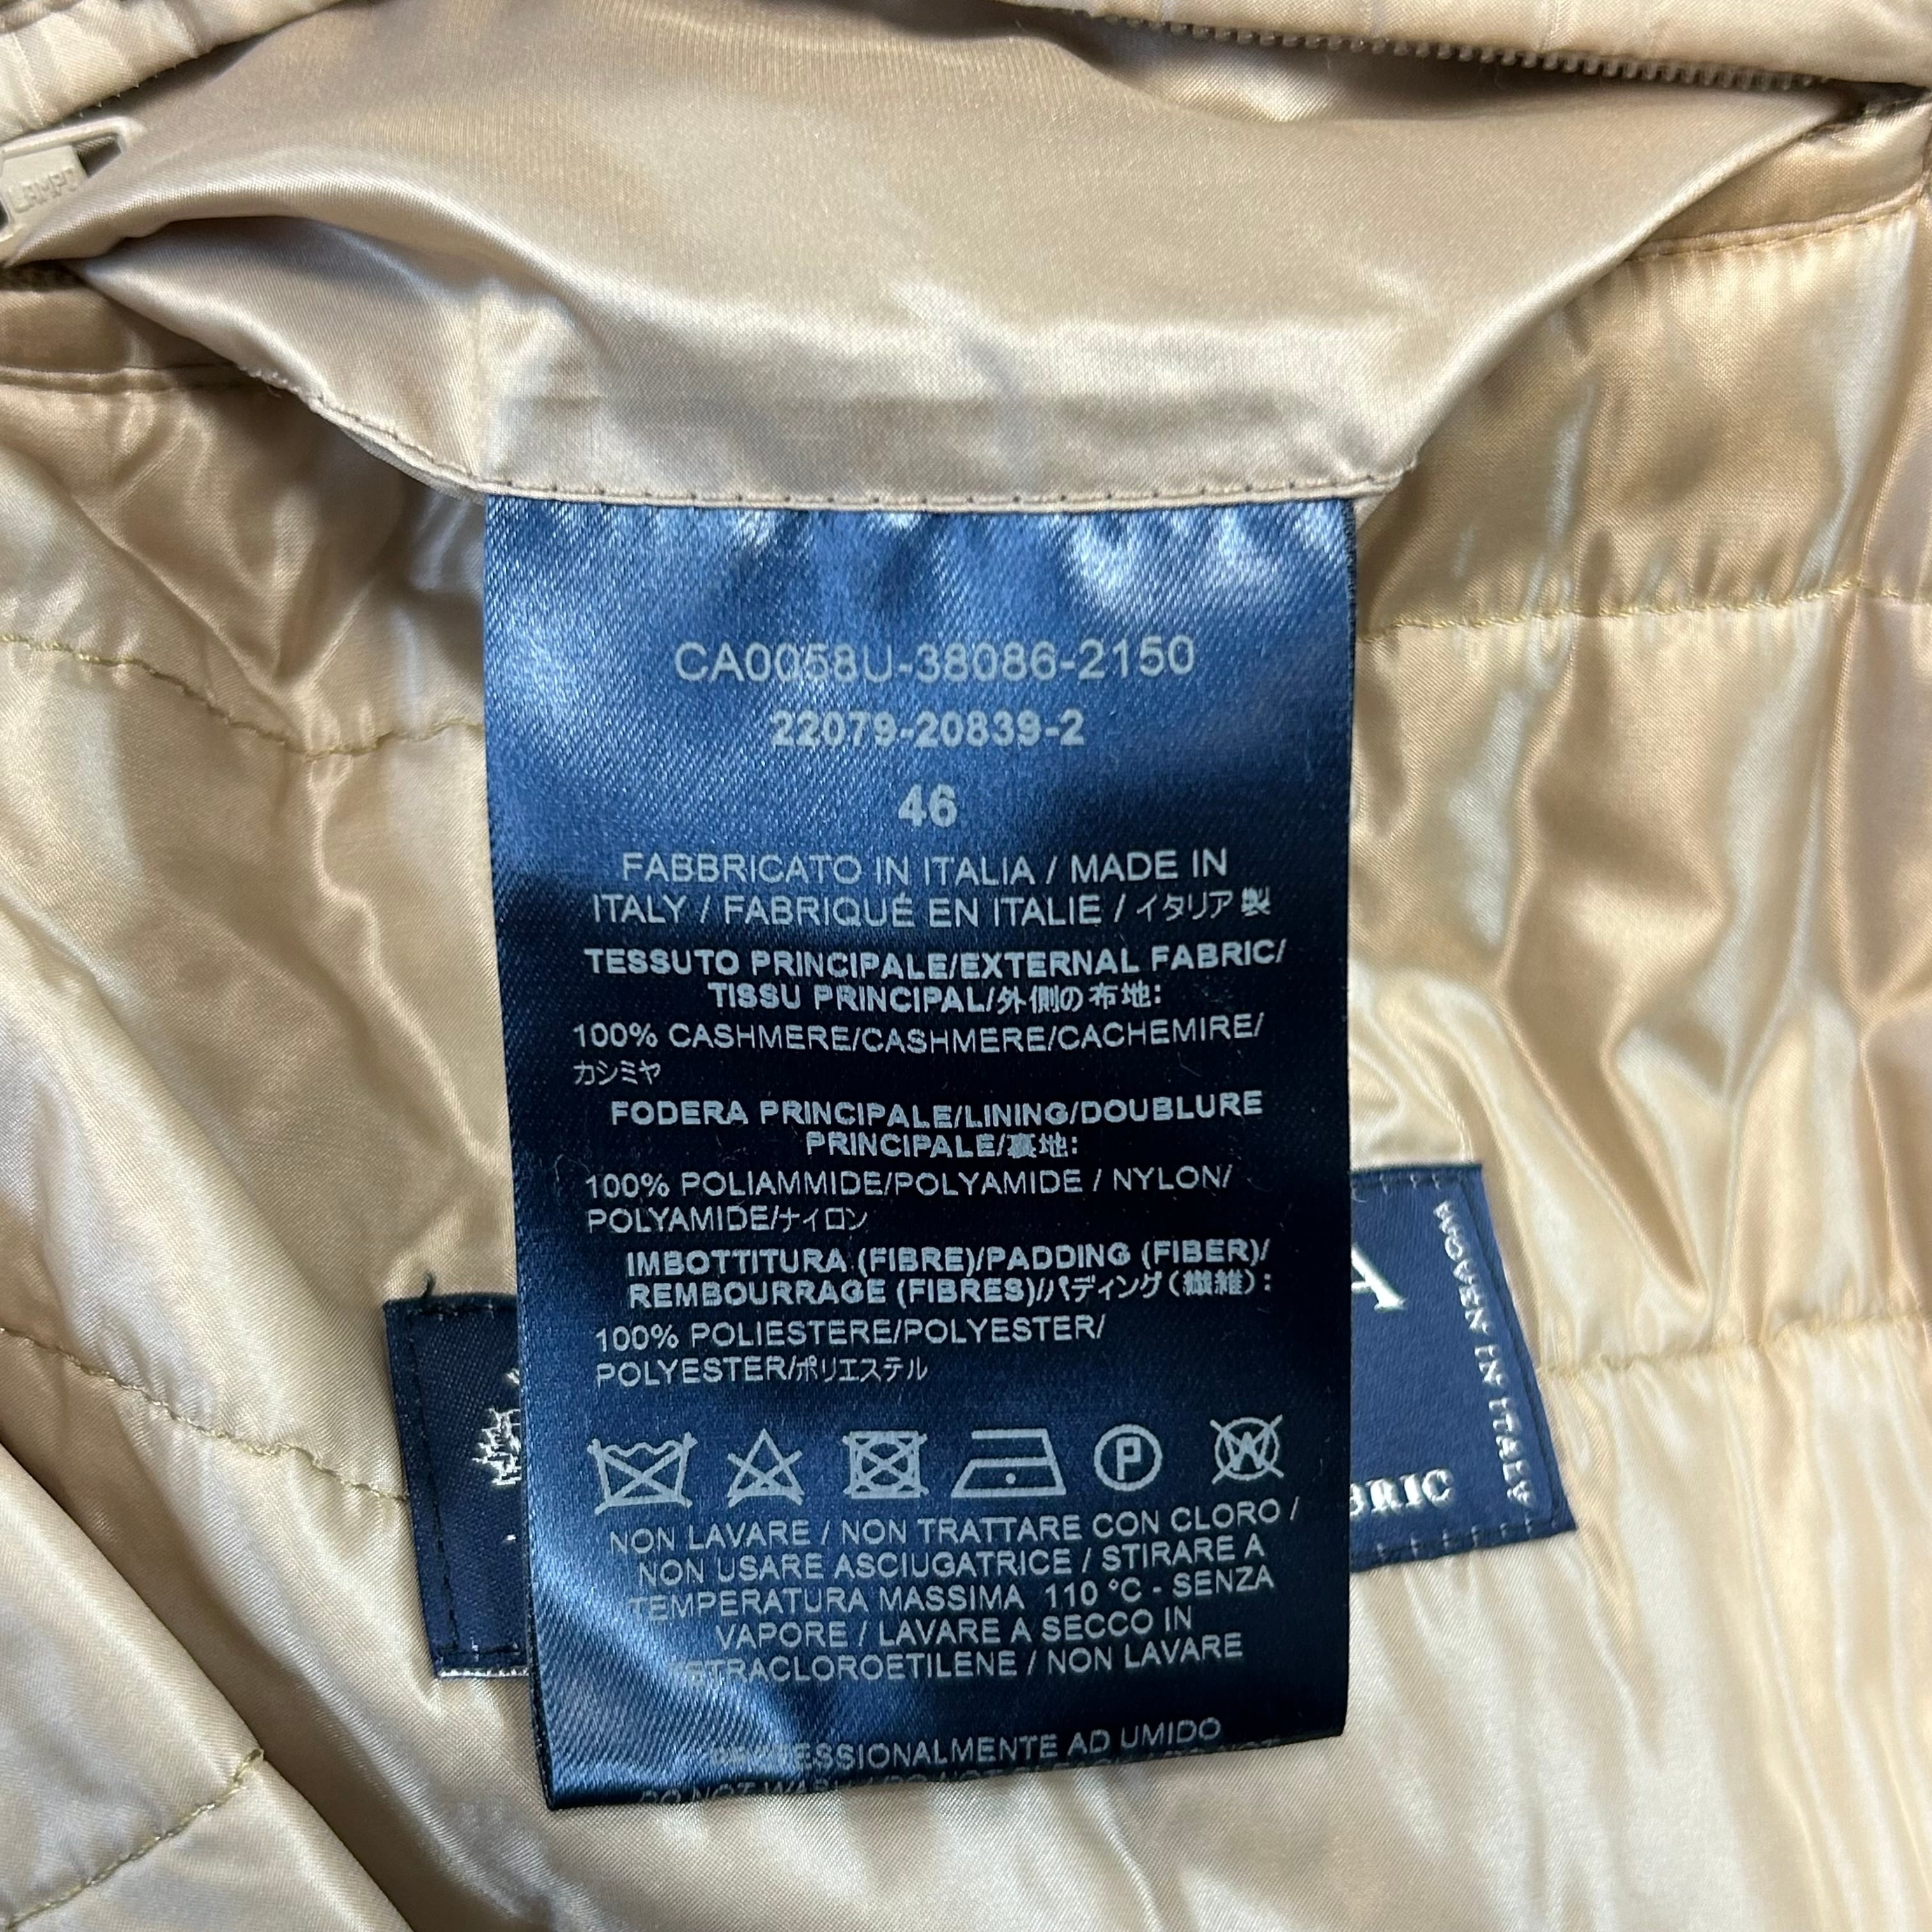 LAMPO
CA0058U-38086-2150
22079-20839-2
46
FABBRICATO IN ITALIA / MADE IN
ITALY / FABRIQUÉ EN ITALIE / イタリア製
TESSUTO PRINCIPALE/EXTERNAL FABRIC/
TISSU PRINCIPAL/外側の布地:
100% CASHMERE/CASHMERE/CACHEMIRE/
カシミヤ
FODERA PRINCIPALE/LINING/DOUBLURE
PRINCIPALE/裏地:
100% POLIAMMIDE/POLYAMIDE / NYLON/
POLYAMIDE/ナイロン
IMBOTTITURA (FIBRE)/PADDING (FIBER)/
REMBOURRAGE (FIBRES)/パディング(繊維):
100% POLIESTERE/POLYESTER/
POLYESTER/ポリエステル
P W
NON LAVARE / NON TRATTARE CON CLORO /
NON USARE ASCIUGATRICE / STIRARE A
TEMPERATURA MASSIMA 110 °C - SENZA
VAPORE / LAVARE A SECCO IN
TETRACLOROETILENE / NON LAVARE
PROFESSIONALMENTE AD UMIDO
DO NOT WASH
A
BRIC
WOVEN IN ITALY